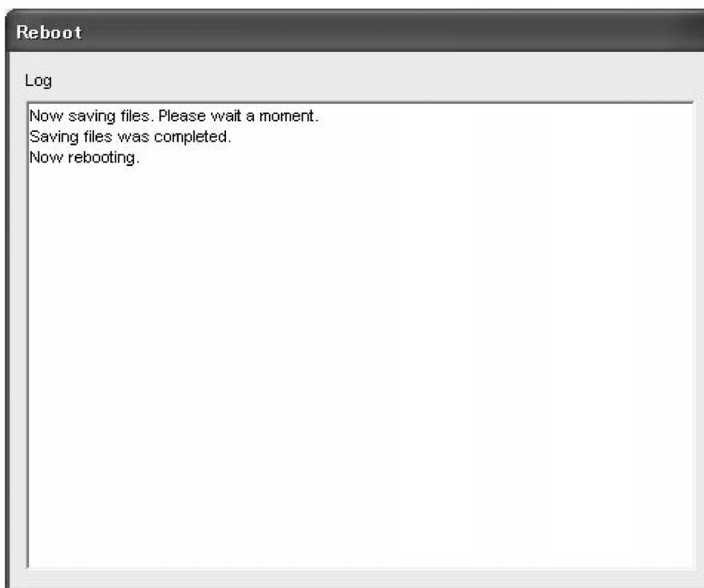 Reboot
Log
Now saving files. Please wait a moment.
Saving files was completed.
Now rebooting.